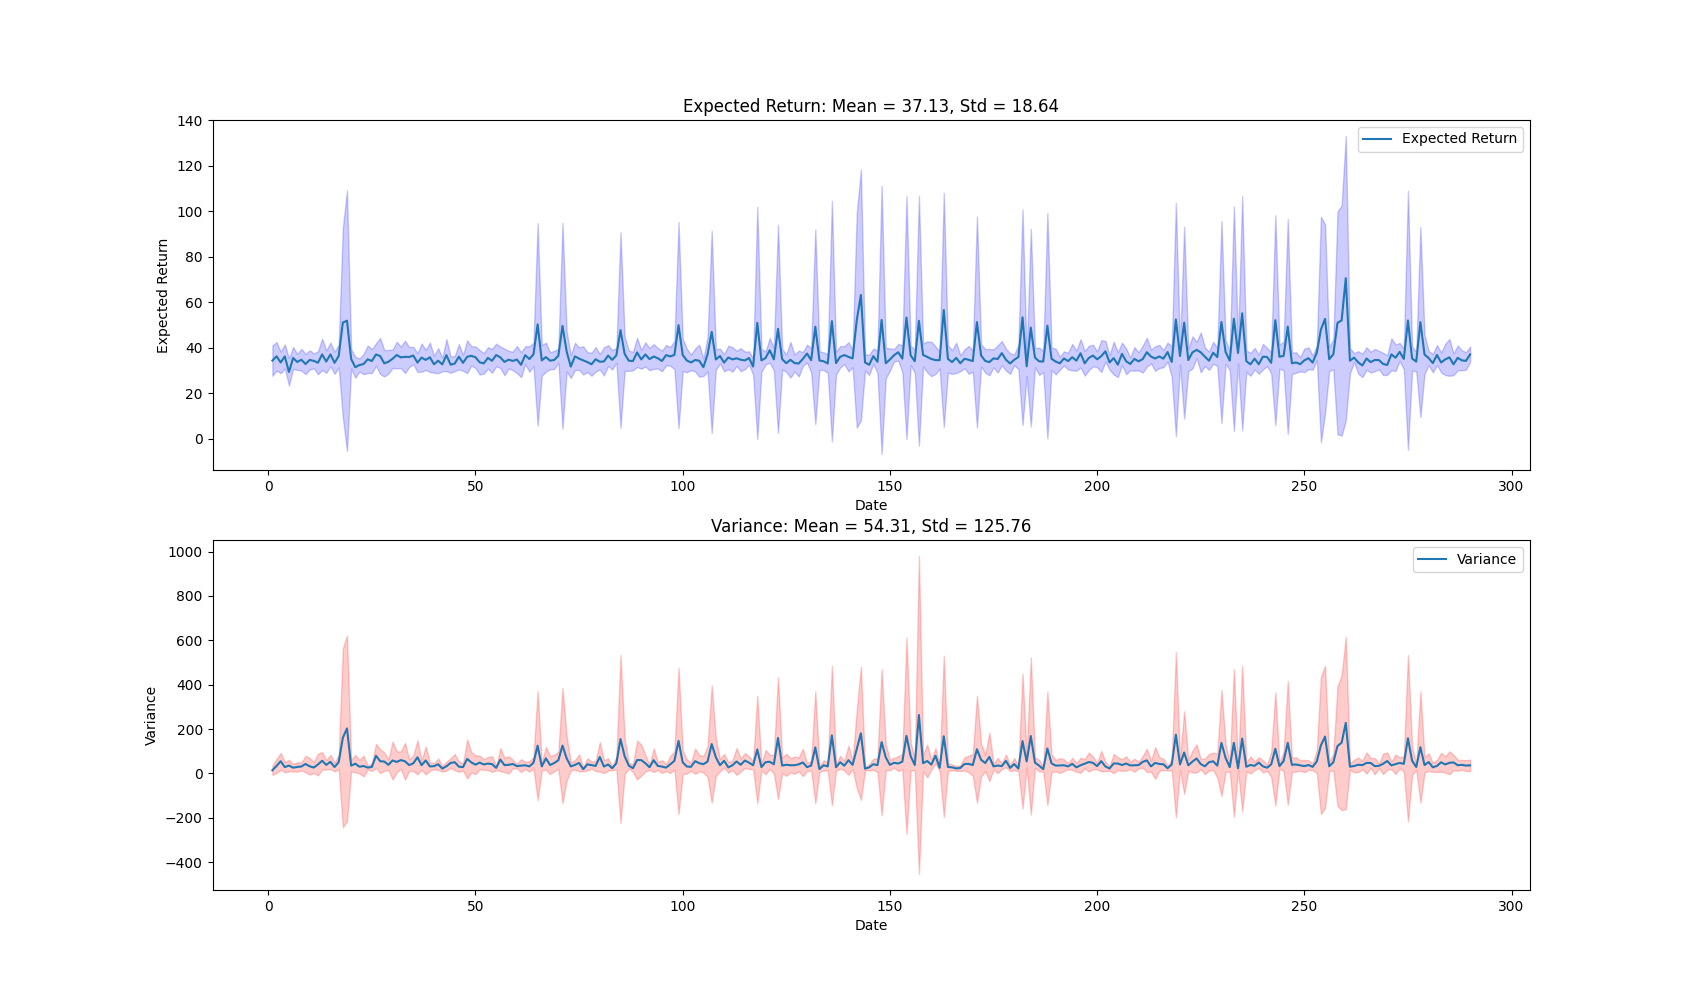 Expected Return: Mean = 37.13, Std = 18.64
Expected Return
Expected Return
140
120
100
80
60
40
20
0
0 50 100 150 200 250 300
Date
Variance: Mean = 54.31, Std = 125.76
Variance
Variance
1000
800
600
400
200
0
−200
−400
0 50 100 150 200 250 300
Date